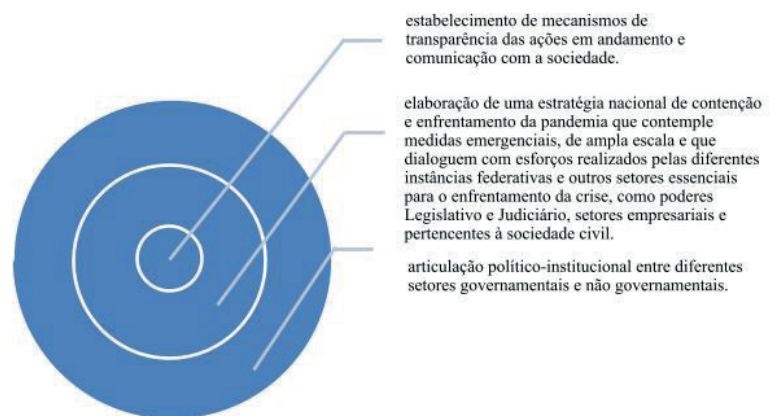 estabelecimento de mecanismos de
transparência das ações em andamento e
comunicação com a sociedade.
elaboração de uma estratégia nacional de contenção
e enfrentamento da pandemia que contemple
medidas emergenciais, de ampla escala e que
dialoguem com esforços realizados pelas diferentes
instâncias federativas e outros setores essenciais
para o enfrentamento da crise, como poderes
Legislativo e Judiciário, setores empresariais e
pertencentes à sociedade civil.
articulação político-institucional entre diferentes
setores governamentais e não governamentais.